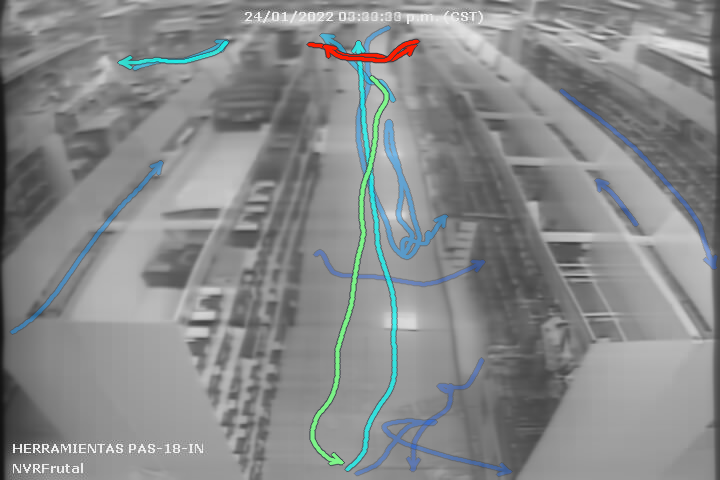 24/01/2022 03:33:33 p.m. (CST)
HERRAMIENTAS PAS-18-IN
NVRFrutal